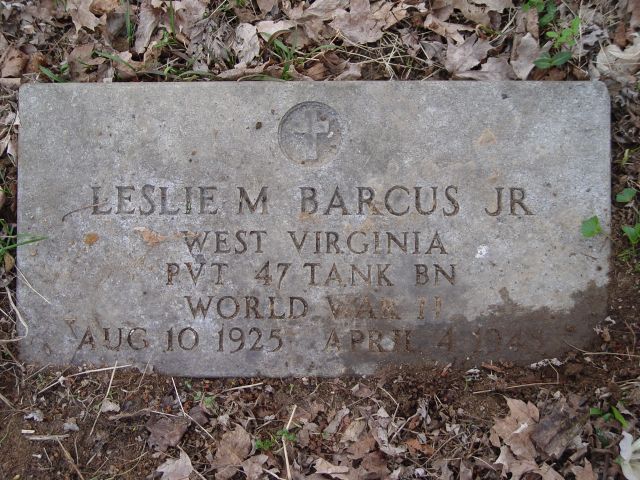 LESLIE M BARCUS JR
WEST VIRGINIA
PVT 47 TANK BN
WORLD WAR II
AUG 10 1925 APRIL 4